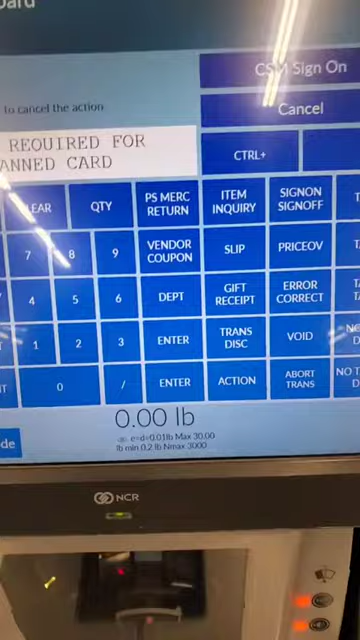 oard
CSM Sign On
to cancel the action
Cancel
REQUIRED FOR
ANNED CARD
CTRL+
LEAR QTY PS MERC RETURN ITEM INQUIRY SIGNON SIGNOFF
7 8 9 VENDOR COUPON SLIP PRICEOV
4 5 6 DEPT GIFT RECEIPT ERROR CORRECT
1 2 3 ENTER TRANS DISC VOID
0 / ENTER ACTION ABORT TRANS
0.00 lb
e=d=0.01lb Max 30.00
lb min 0.2 lb Nmax 3000
ode
NCR